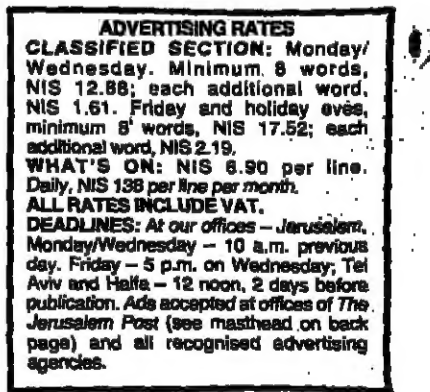 ADVERTISING RATES
CLASSIFIED SECTION: Monday/
Wednesday. Minimum 8 words,
NIS 12.88; each additional word,
NIS 1.61. Friday and holiday eves,
minimum 8 words, NIS 17.52; each
additional word, NIS 2.19.
WHAT'S ON: NIS 6.90 per line.
Daily, NIS 138 per line per month.
ALL RATES INCLUDE VAT.
DEADLINES: At our offices – Jerusalem,
Monday/Wednesday – 10 a.m. previous
day. Friday – 5 p.m. on Wednesday; Tel
Aviv and Haifa – 12 noon, 2 days before
publication. Ads accepted at offices of The
Jerusalem Post (see masthead on back
page) and all recognised advertising
agencies.